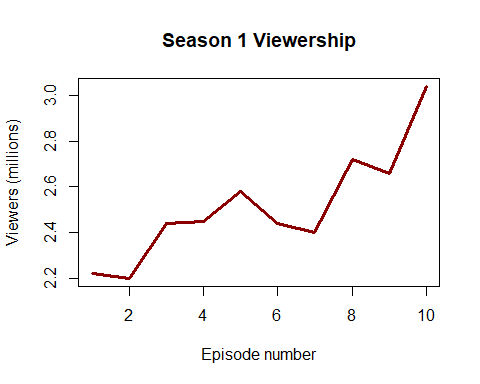 Season 1 Viewership
Viewers (millions)
3.0
2.8
2.6
2.4
2.2
2 4 6 8 10
Episode number